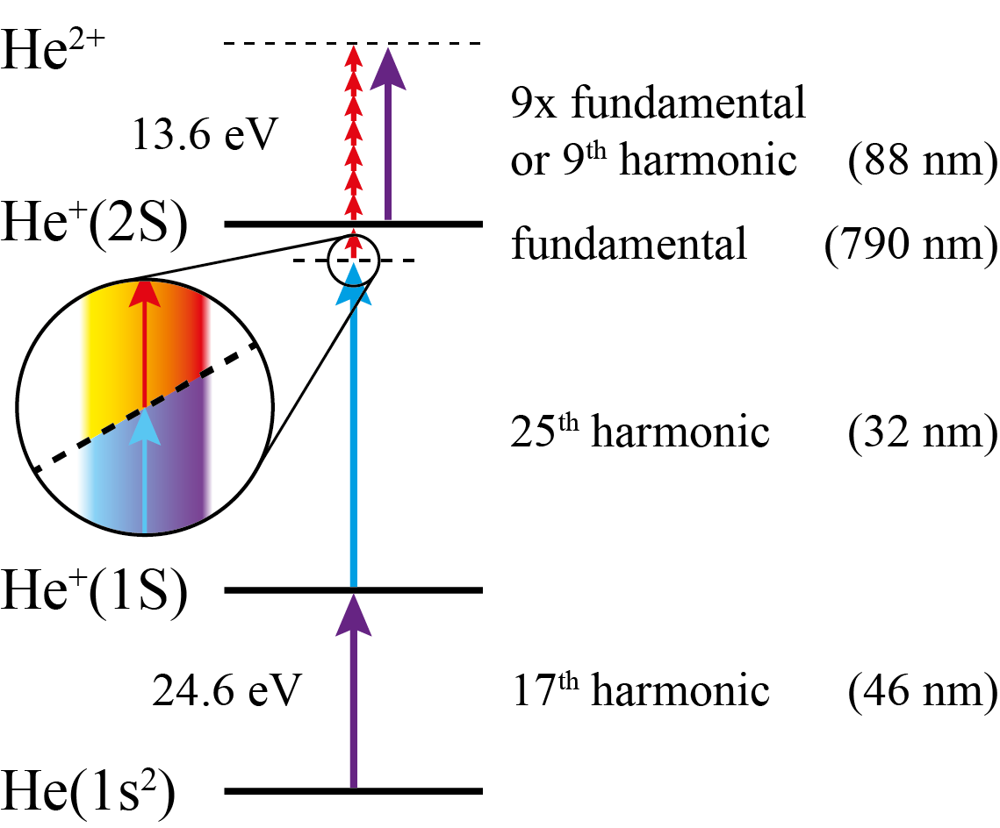 He²⁺
9x fundamental
13.6 eV
or 9ᵗʰ harmonic (88 nm)
He⁺(2S)
fundamental (790 nm)
25ᵗʰ harmonic (32 nm)
He⁺(1S)
24.6 eV
17ᵗʰ harmonic (46 nm)
He(1s²)